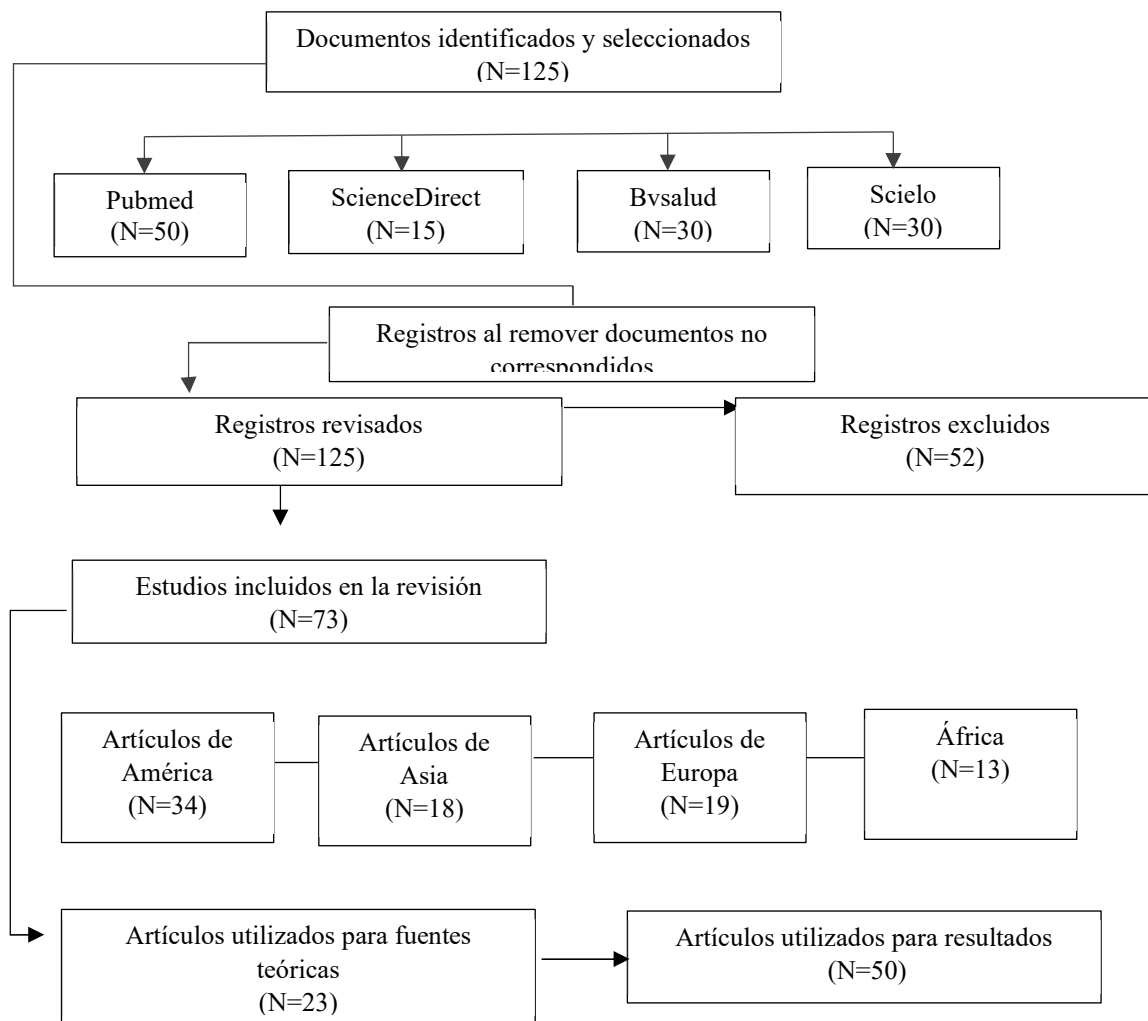 Documentos identificados y seleccionados
(N=125)
Pubmed
(N=50)
ScienceDirect
(N=15)
Bvsalud
(N=30)
Scielo
(N=30)
Registros al remover documentos no
correspondidos
Registros revisados
(N=125)
Registros excluidos
(N=52)
Estudios incluidos en la revisión
(N=73)
Artículos de
América
(N=34)
Artículos de
Asia
(N=18)
Artículos de
Europa
(N=19)
África
(N=13)
Artículos utilizados para fuentes
teóricas
(N=23)
Artículos utilizados para resultados
(N=50)